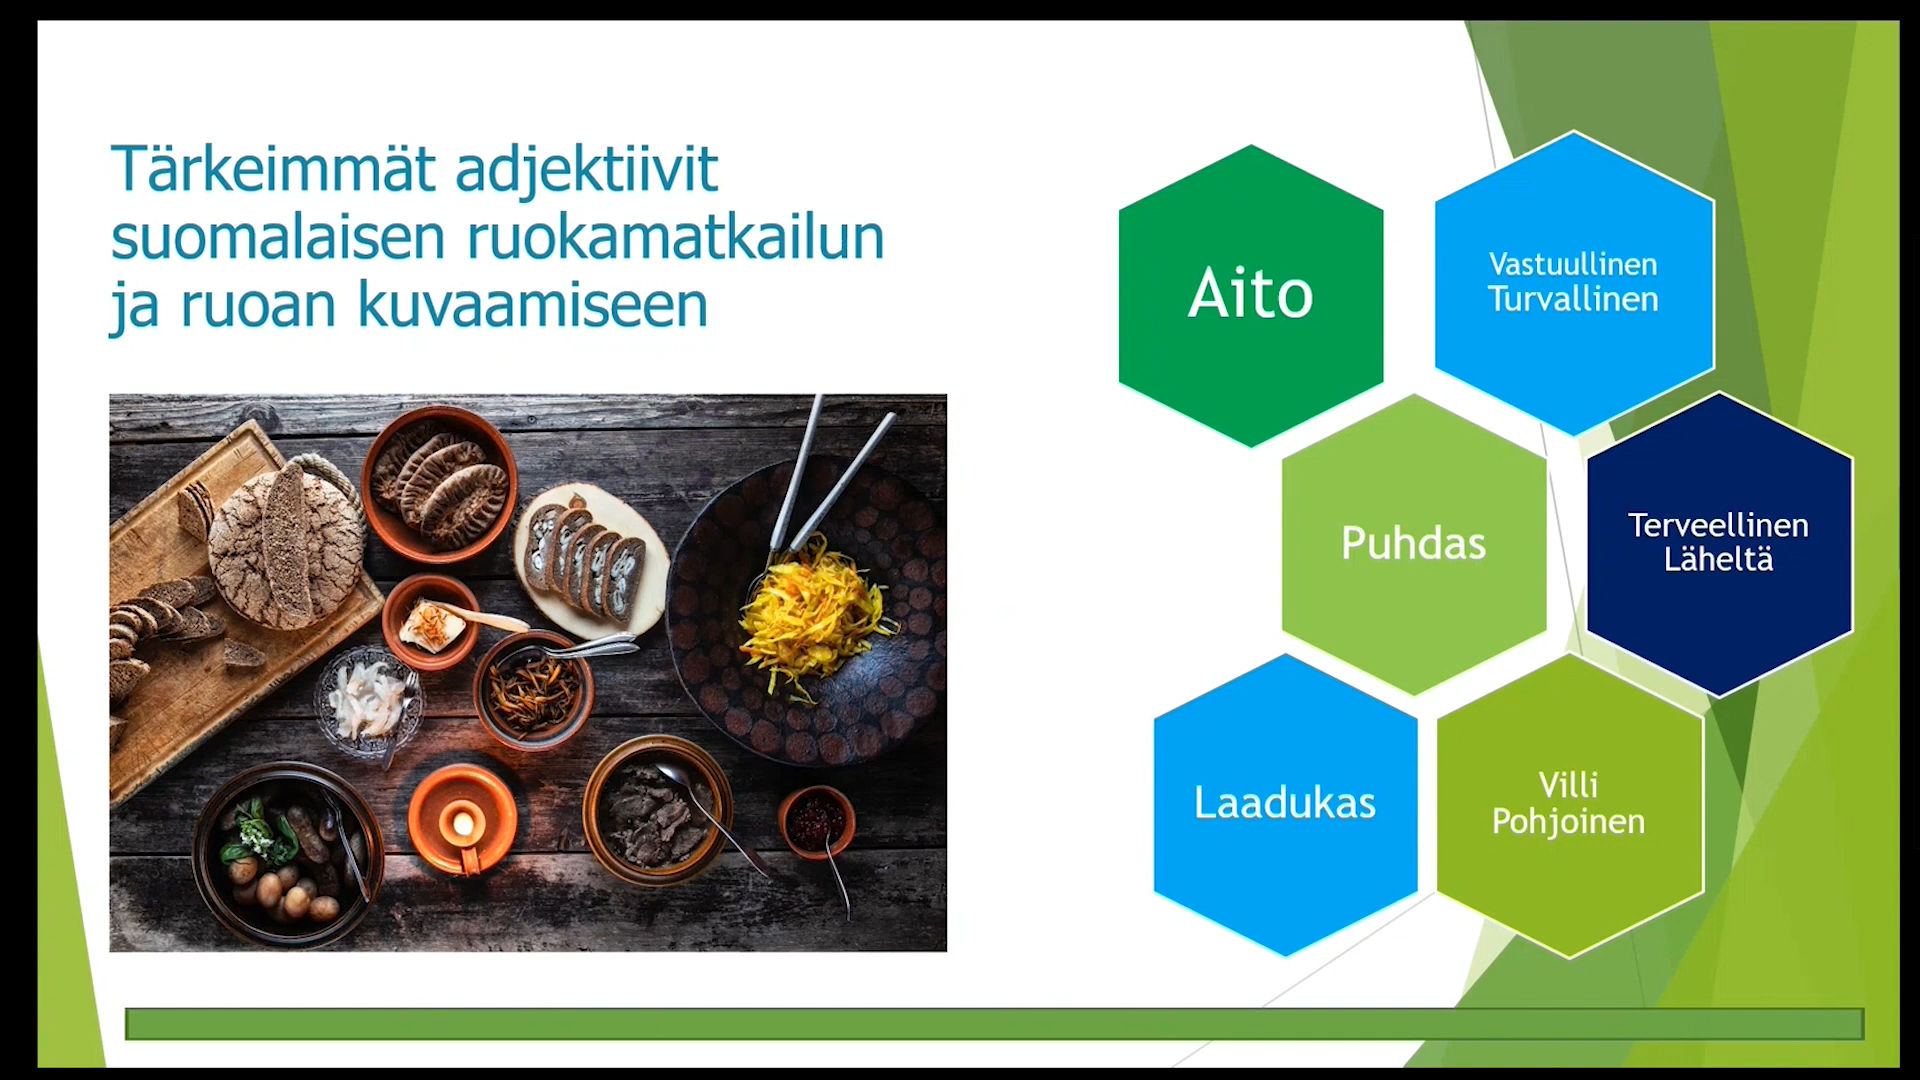 Tärkeimmät adjektiivit
suomalaisen ruokamatkailun
ja ruoan kuvaamiseen
Aito
Vastuullinen
Turvallinen
Puhdas
Terveellinen
Läheltä
Laadukas
Villi
Pohjoinen